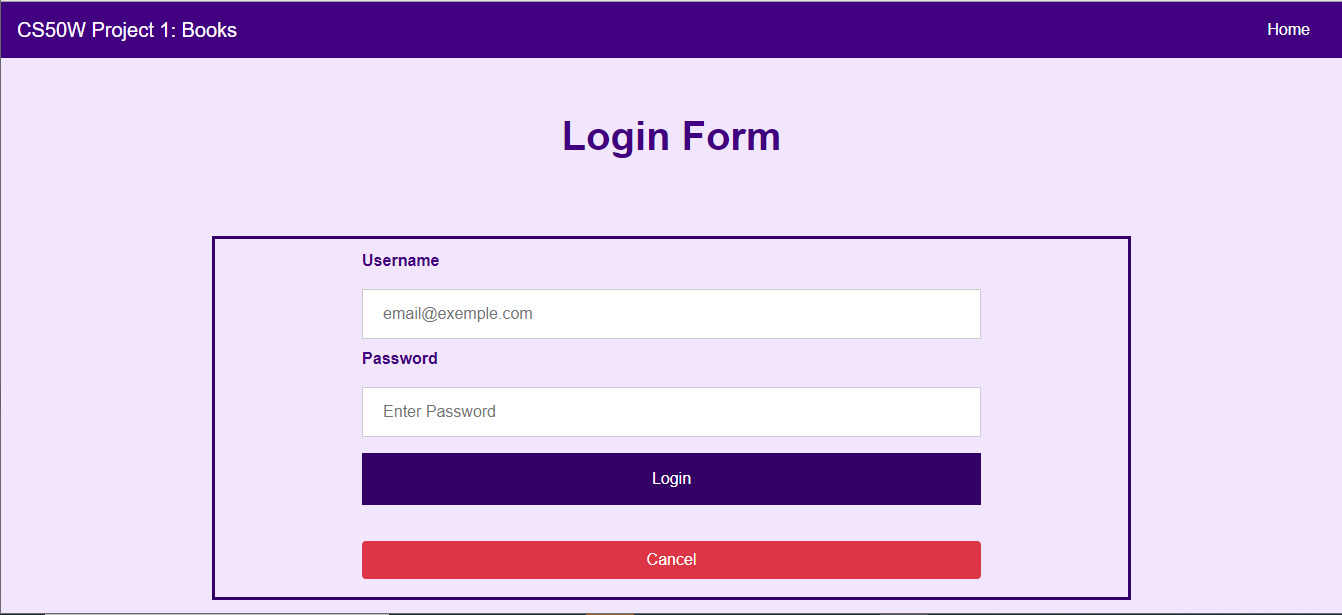 CS50W Project 1: Books
Home
Login Form
Username
email@exemple.com
Password
Enter Password
Login
Cancel